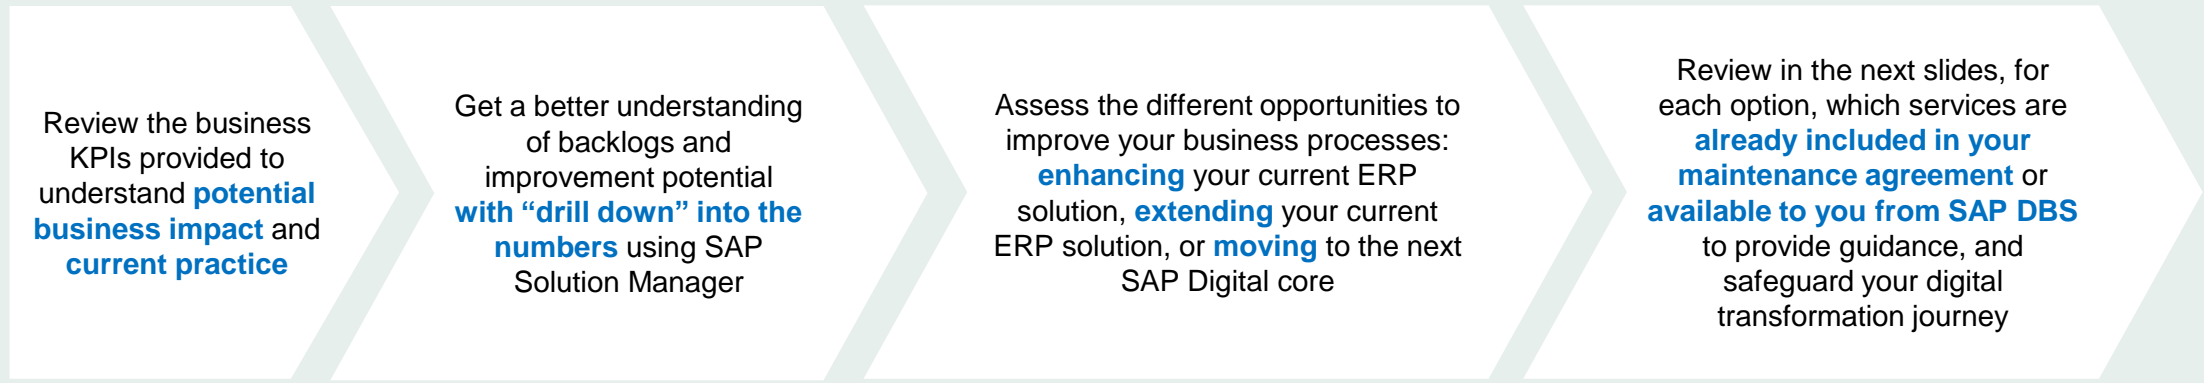 Review the business
KPIs provided to
understand potential
business impact and
current practice
Get a better understanding
of backlogs and
improvement potential
with “drill down” into the
numbers using SAP
Solution Manager
Assess the different opportunities to
improve your business processes:
enhancing your current ERP
solution, extending your current
ERP solution, or moving to the next
SAP Digital core
Review in the next slides, for
each option, which services are
already included in your
maintenance agreement or
available to you from SAP DBS
to provide guidance, and
safeguard your digital
transformation journey